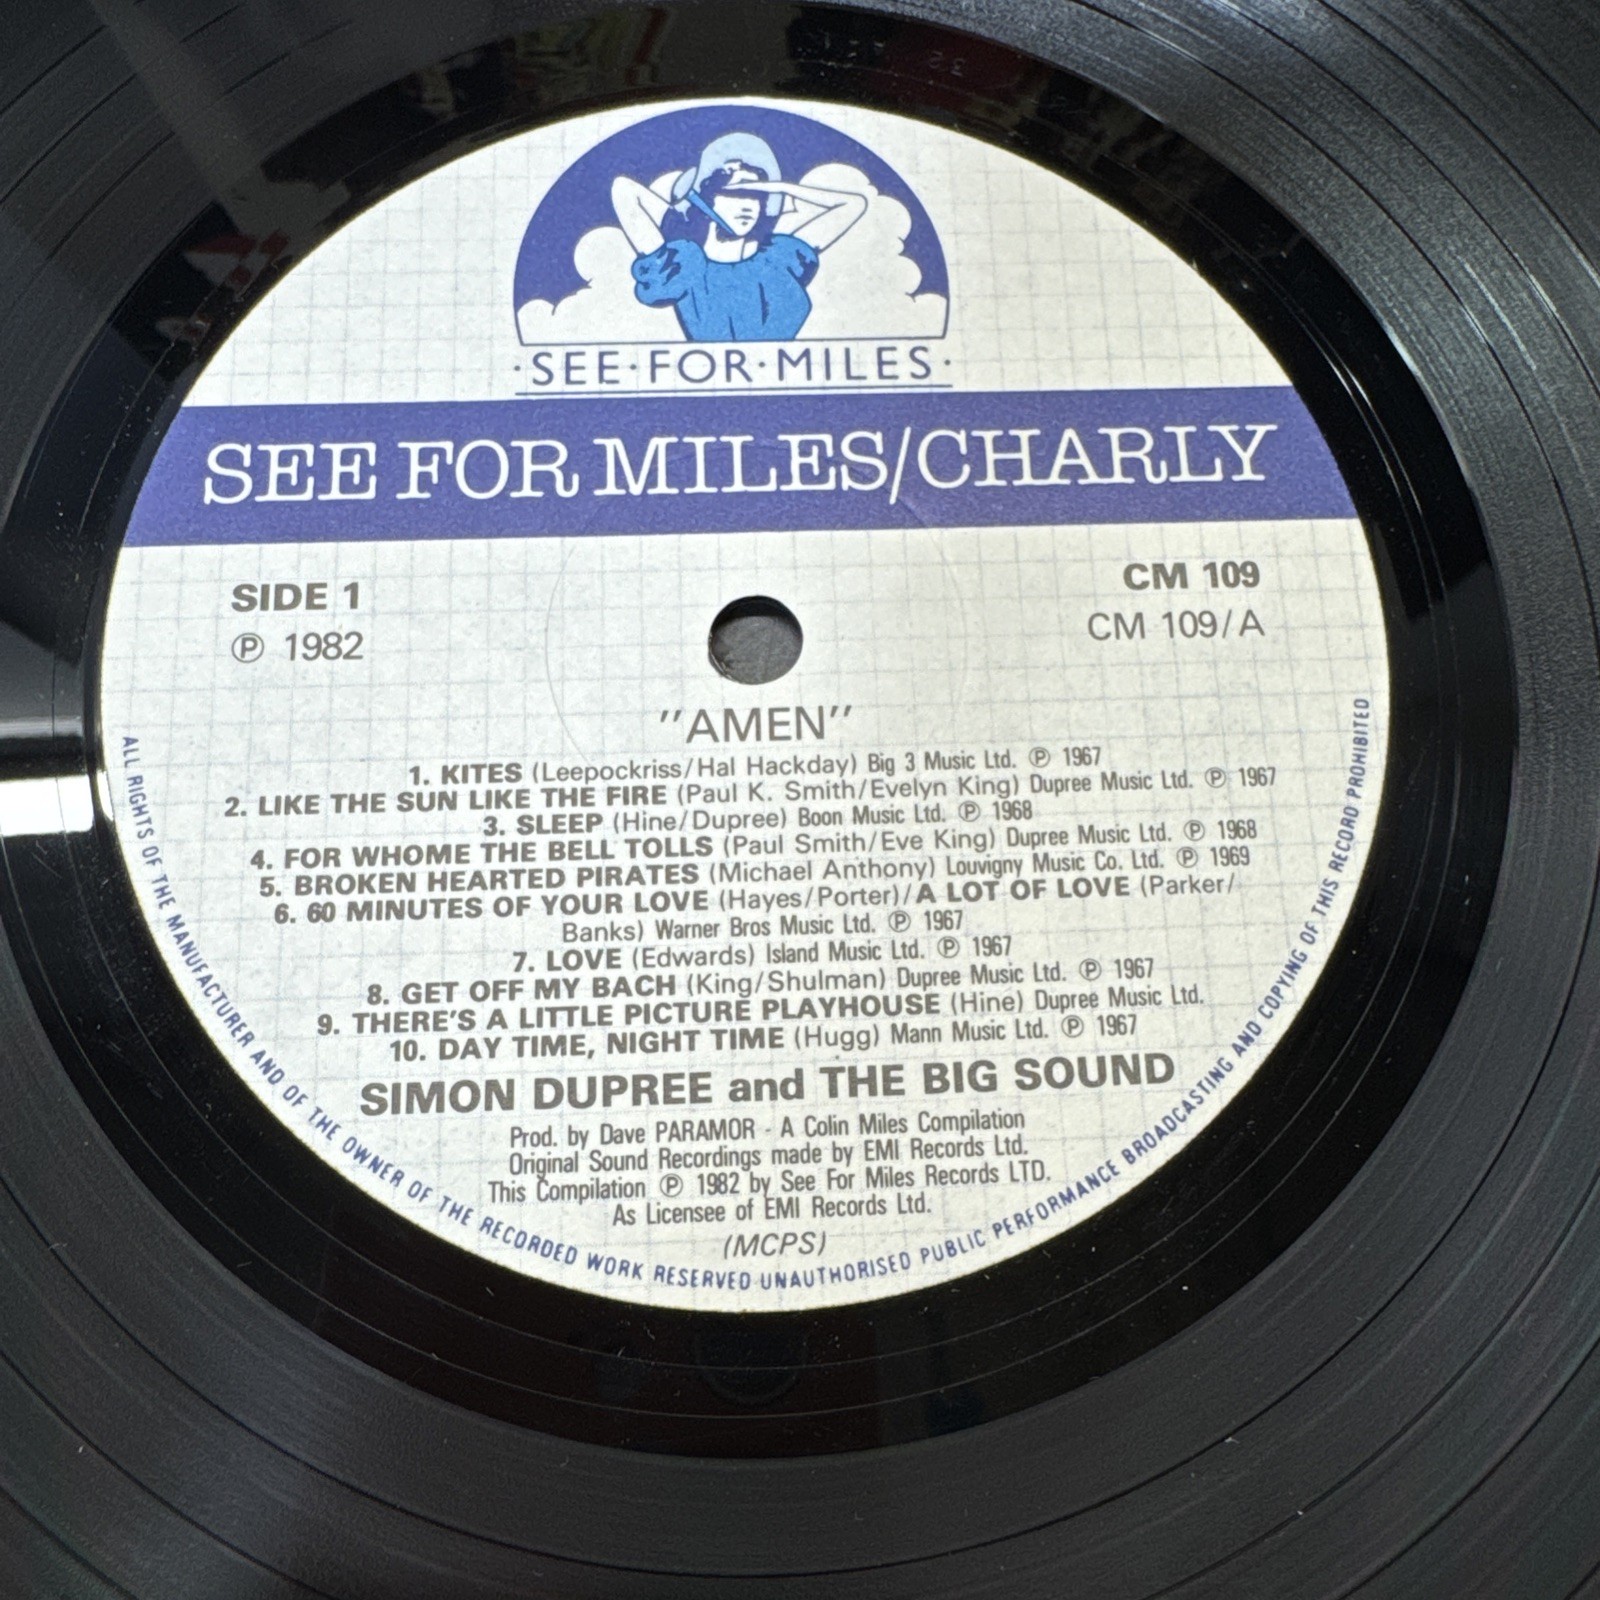 ·SEE·FOR·MILES·
SEE FOR MILES/CHARLY
SIDE 1
℗ 1982
CM 109
CM 109/A
"AMEN"
1. KITES (Leepockriss/Hal Hackday) Big 3 Music Ltd. ℗ 1967
2. LIKE THE SUN LIKE THE FIRE (Paul K. Smith/Evelyn King) Dupree Music Ltd. ℗ 1967
3. SLEEP (Hine/Dupree) Boon Music Ltd. ℗ 1968
4. FOR WHOME THE BELL TOLLS (Paul Smith/Eve King) Dupree Music Ltd. ℗ 1968
5. BROKEN HEARTED PIRATES (Michael Anthony) Louvigny Music Co. Ltd. ℗ 1969
6. 60 MINUTES OF YOUR LOVE (Hayes/Porter)/A LOT OF LOVE (Parker/
Banks) Warner Bros Music Ltd. ℗ 1967
7. LOVE (Edwards) Island Music Ltd. ℗ 1967
8. GET OFF MY BACH (King/Shulman) Dupree Music Ltd. ℗ 1967
9. THERE'S A LITTLE PICTURE PLAYHOUSE (Hine) Dupree Music Ltd.
10. DAY TIME, NIGHT TIME (Hugg) Mann Music Ltd. ℗ 1967
SIMON DUPREE and THE BIG SOUND
Prod. by Dave PARAMOR - A Colin Miles Compilation
Original Sound Recordings made by EMI Records Ltd.
This Compilation ℗ 1982 by See For Miles Records LTD.
As Licensee of EMI Records Ltd.
(MCPS)
ALL RIGHTS OF THE MANUFACTURER AND OF THE OWNER OF THE RECORDED WORK RESERVED UNAUTHORISED PUBLIC PERFORMANCE BROADCASTING AND COPYING OF THIS RECORD PROHIBITED